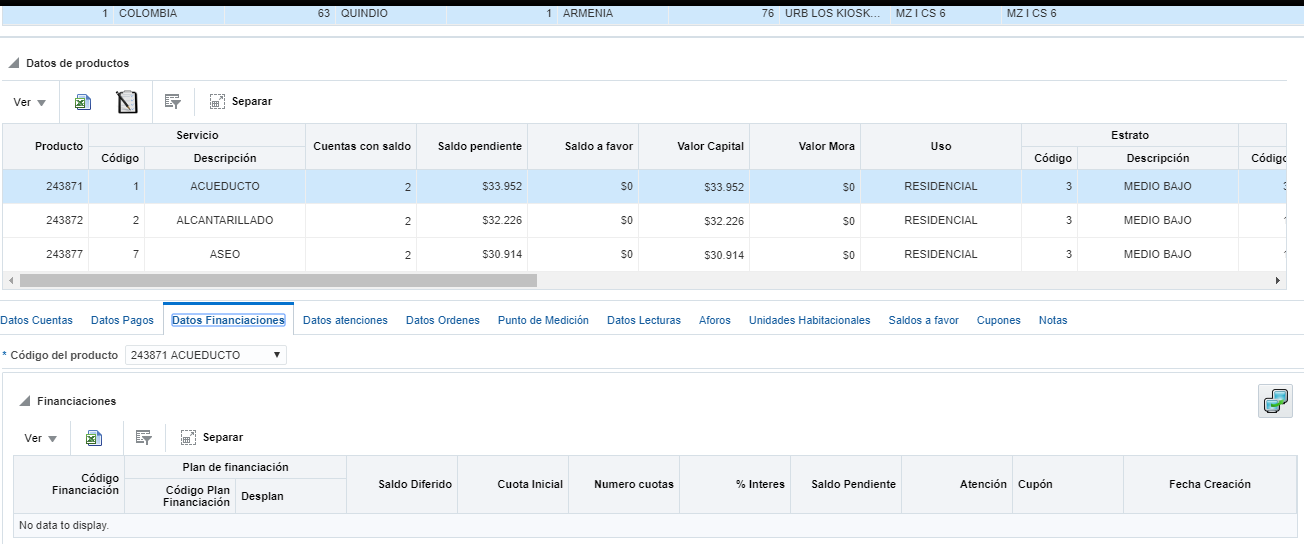 1 COLOMBIA 63 QUINDIO 1 ARMENIA 76 URB LOS KIOSK... MZ I CS 6 MZ I CS 6
Datos de productos
Ver Separar
Producto Servicio Cuentas con saldo Saldo pendiente Saldo a favor Valor Capital Valor Mora Uso Estrato
Código Descripción Código Descripción Código
243871 1 ACUEDUCTO 2 $33.952 $0 $33.952 $0 RESIDENCIAL 3 MEDIO BAJO
243872 2 ALCANTARILLADO 2 $32.226 $0 $32.226 $0 RESIDENCIAL 3 MEDIO BAJO
243877 7 ASEO 2 $30.914 $0 $30.914 $0 RESIDENCIAL 3 MEDIO BAJO
Datos Cuentas Datos Pagos Datos Financiaciones Datos atenciones Datos Ordenes Punto de Medición Datos Lecturas Aforos Unidades Habitacionales Saldos a favor Cupones Notas
* Código del producto 243871 ACUEDUCTO
Financiaciones
Ver Separar
Código Financiación Plan de financiación Saldo Diferido Cuota Inicial Numero cuotas % Interes Saldo Pendiente Atención Cupón Fecha Creación
Código Plan Financiación Desplan
No data to display.